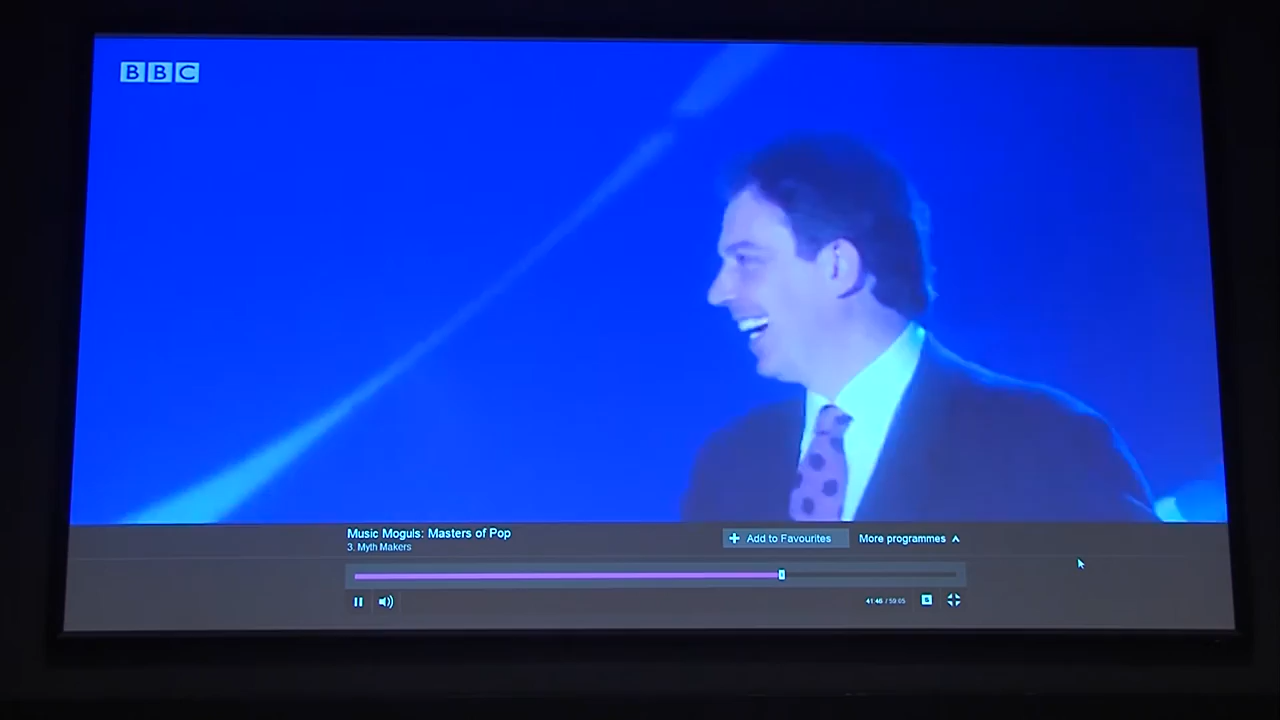 BBC
Music Moguls: Masters of Pop
3. Myth Makers
Add to Favourites
More programmes
41:46 / 59:05
S